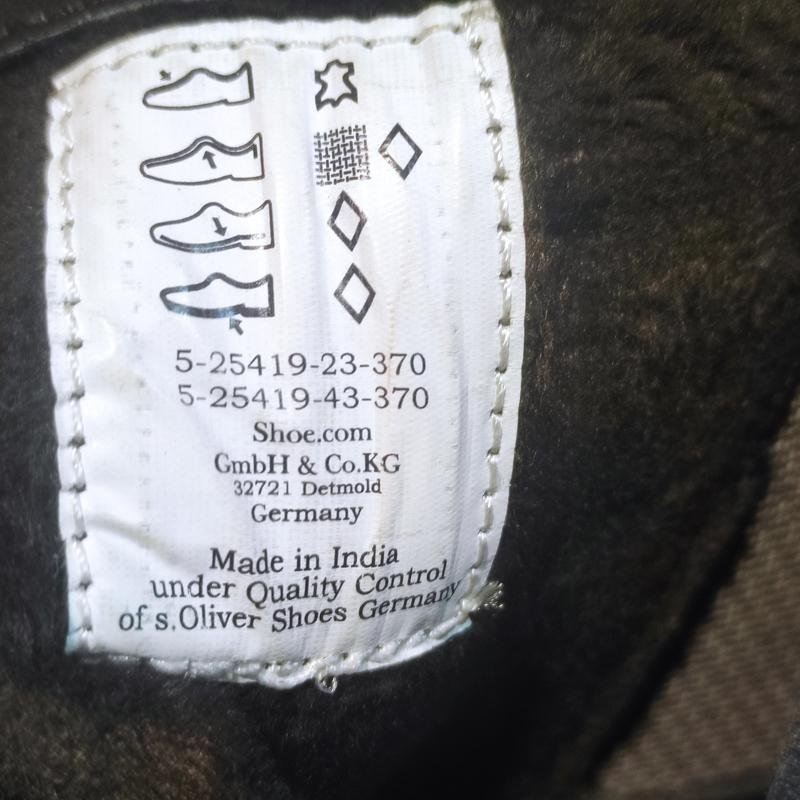 5-25419-23-370
5-25419-43-370
Shoe.com
GmbH & Co.KG
32721 Detmold
Germany
Made in India
under Quality Control
of s.Oliver Shoes Germany